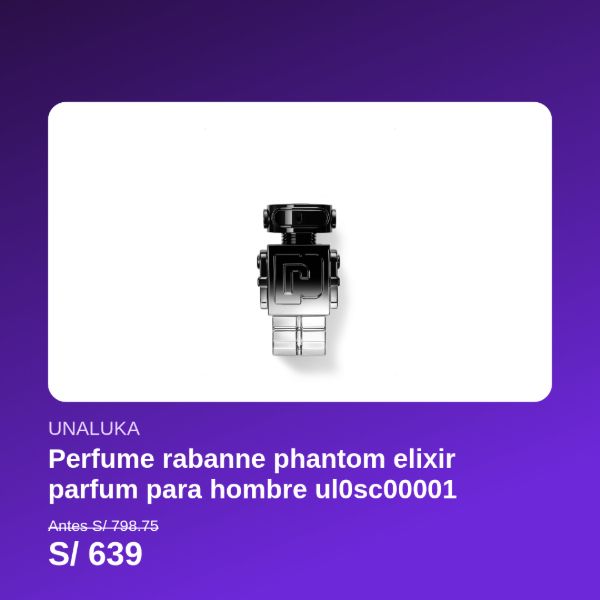 UNALUKA
Perfume rabanne phantom elixir
parfum para hombre ul0sc00001
Antes S/ 798.75
S/ 639